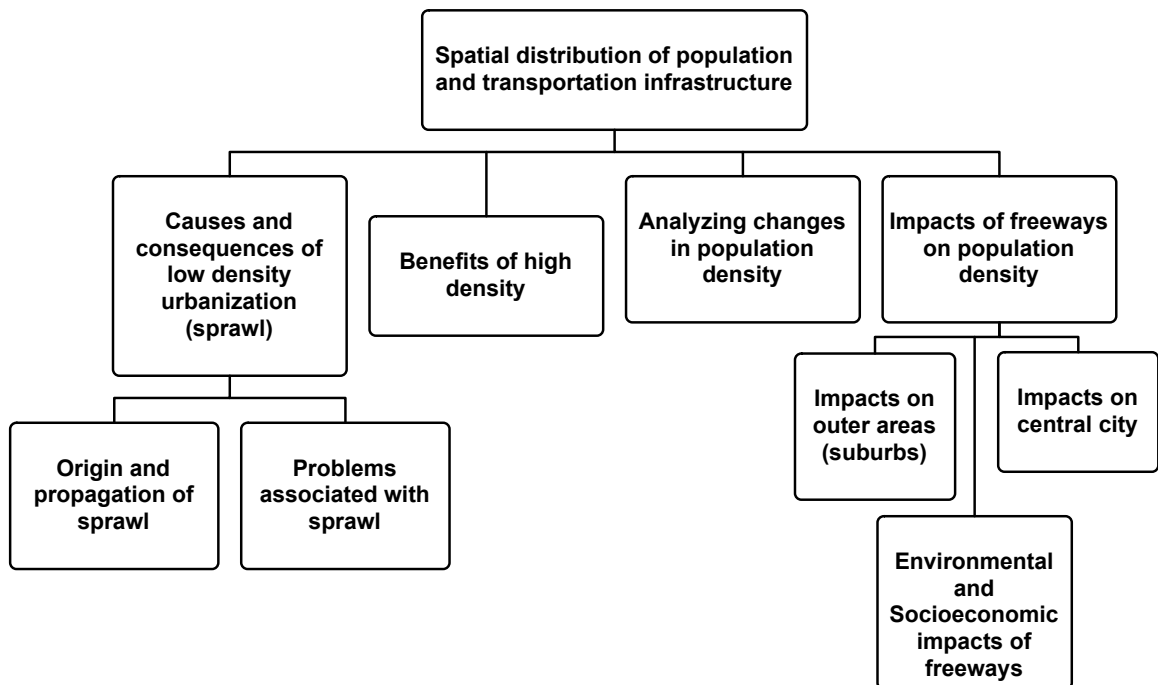 Spatial distribution of population
and transportation infrastructure
Causes and
consequences of
low density
urbanization
(sprawl)
Benefits of high
density
Analyzing changes
in population
density
Impacts of freeways
on population
density
Origin and
propagation of
sprawl
Problems
associated with
sprawl
Impacts on
outer areas
(suburbs)
Impacts on
central city
Environmental
and
Socioeconomic
impacts of
freeways